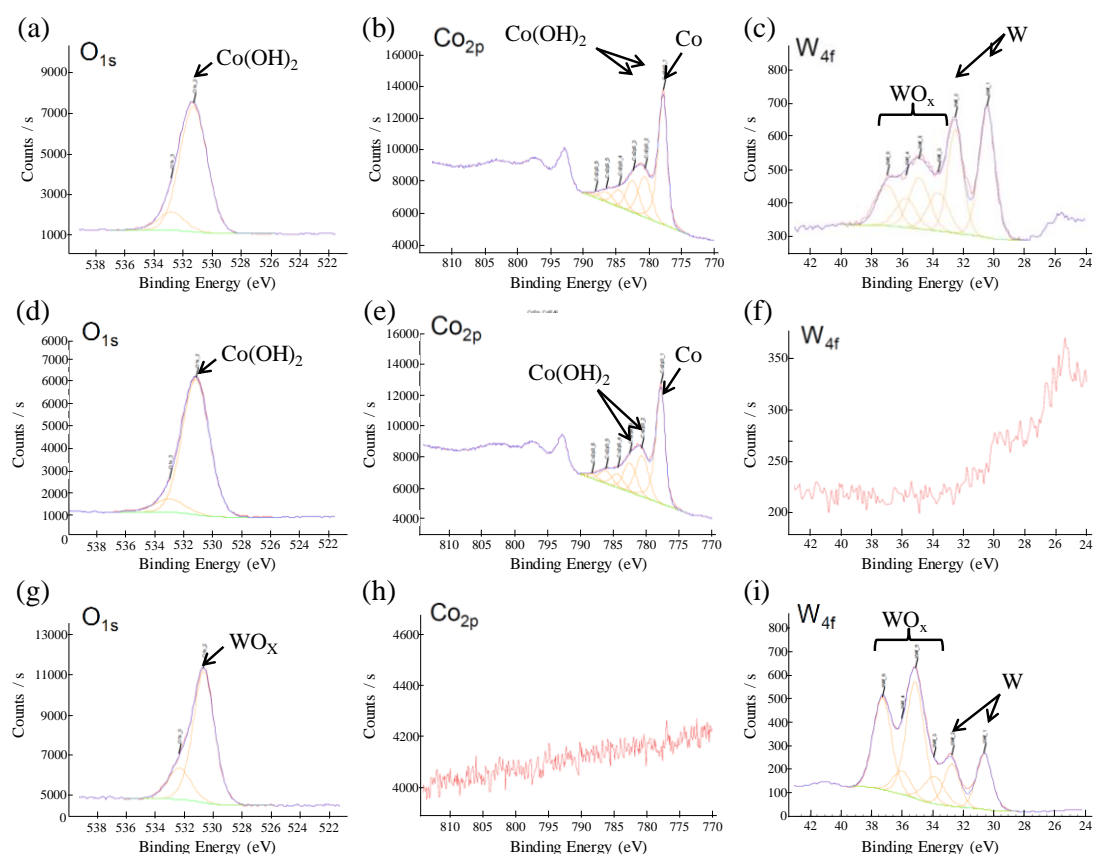 (a)
O1s
Co(OH)2
Counts / s
9000
7000
5000
3000
1000
538 536 534 532 530 528 526 524 522
Binding Energy (eV)
(b)
Co2p
Co(OH)2
Co
Counts / s
16000
14000
12000
10000
8000
6000
4000
810 805 800 795 790 785 780 775 770
Binding Energy (eV)
(c)
W4f
W
WOx
Counts / s
800
700
600
500
400
300
42 40 38 36 34 32 30 28 26 24
Binding Energy (eV)
(d)
O1s
Co(OH)2
Counts / s
6000
7000
6000
5000
4000
3000
2000
1000
0
538 536 534 532 530 528 526 524 522
Binding Energy (eV)
(e)
Co2p
Co(OH)2
Co
Counts / s
16000
14000
12000
10000
8000
6000
4000
810 805 800 795 790 785 780 775 770
Binding Energy (eV)
(f)
W4f
Counts / s
350
300
250
200
42 40 38 36 34 32 30 28 26 24
Binding Energy (eV)
(g)
O1s
WOX
Counts / s
13000
11000
9000
7000
5000
0
538 536 534 532 530 528 526 524 522
Binding Energy (eV)
(h)
Co2p
Counts / s
4600
4400
4200
4000
810 805 800 795 790 785 780 775 770
Binding Energy (eV)
(i)
W4f
WOx
W
Counts / s
800
700
600
500
400
300
200
100
0
42 40 38 36 34 32 30 28 26 24
Binding Energy (eV)